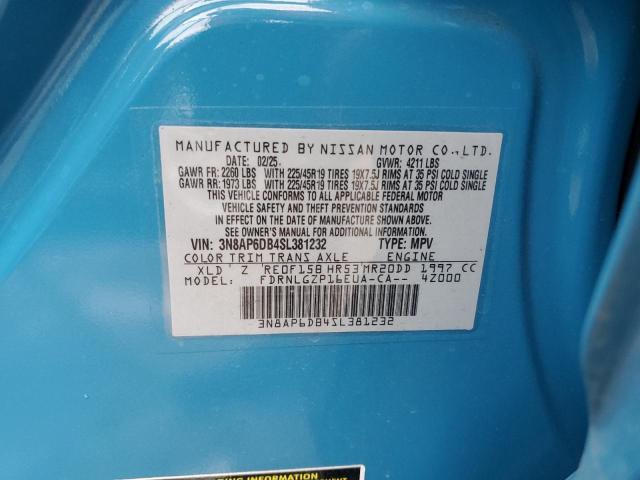 MANUFACTURED BY NISSAN MOTOR CO.,LTD.
DATE: 02/25. GVWR: 4211 LBS
GAWR FR: 2260 LBS WITH 225/45R19 TIRES 19X7.5J RIMS AT 35 PSI COLD SINGLE
GAWR RR: 1973 LBS WITH 225/45R19 TIRES 19X7.5J RIMS AT 35 PSI COLD SINGLE
THIS VEHICLE CONFORMS TO ALL APPLICABLE FEDERAL MOTOR
VEHICLE SAFETY AND THEFT PREVENTION STANDARDS
IN EFFECT ON THE DATE OF MANUFACTURE SHOWN ABOVE.
SEE OWNER'S MANUAL FOR ADDITIONAL INFORMATION.
VIN: 3N8AP6DB4SL381232 TYPE: MPV
COLOR TRIM TRANS AXLE ENGINE
XLD Z RE0F15B HR53 MR20DD 1997 CC
MODEL: FDRNLGZP16EUA-CA-- 4Z000
3N8AP6DB4SL381232
LOADING INFORMATION